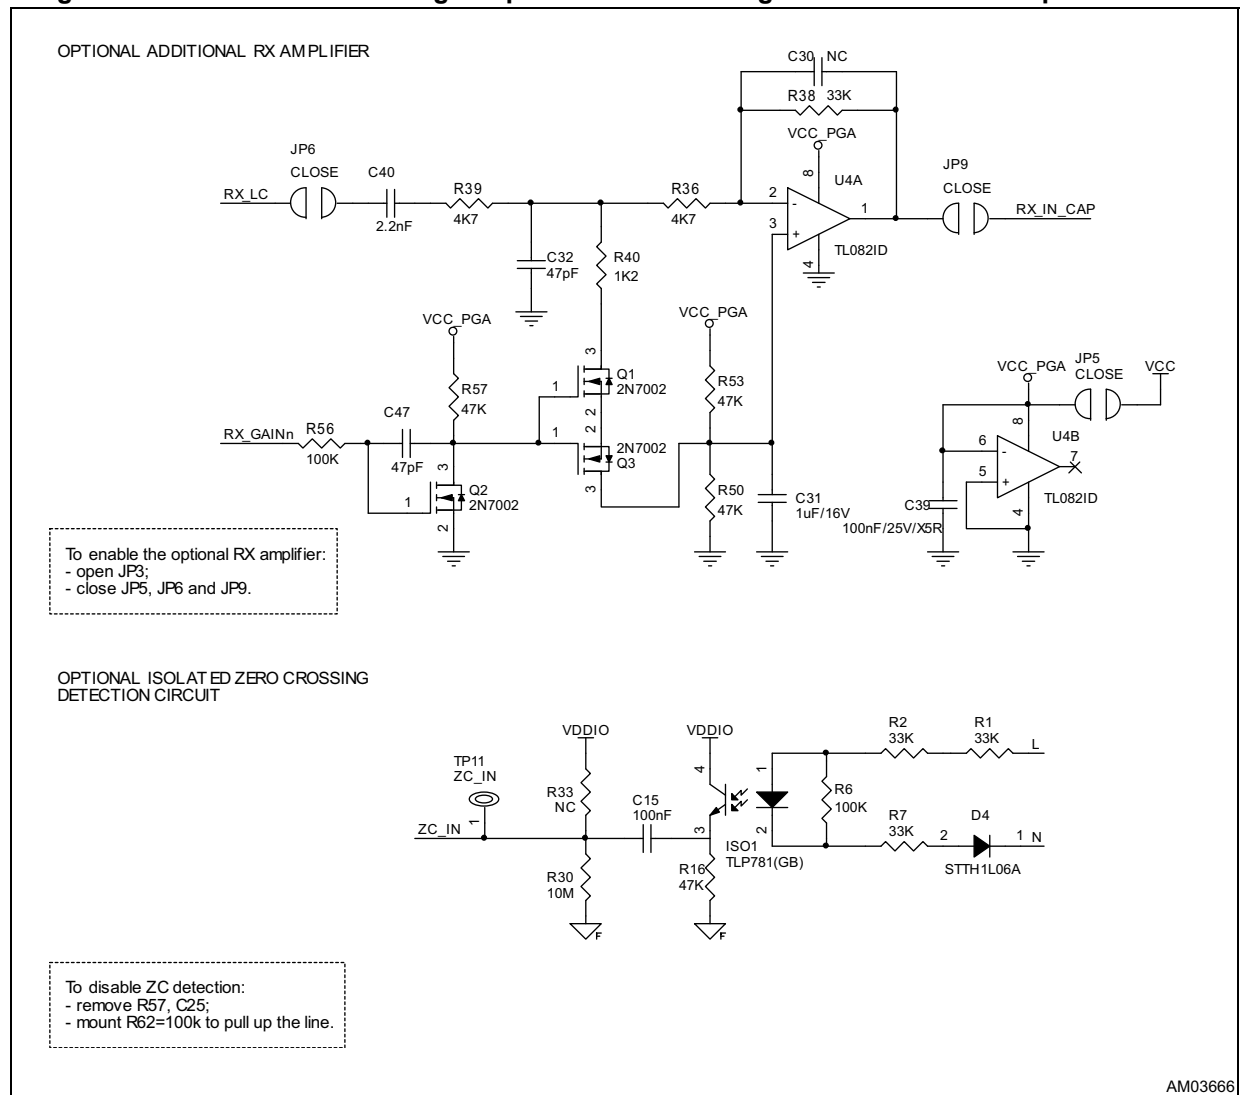 OPTIONAL ADDITIONAL RX AMPLIFIER
C30 NC
R38 33K
VCC_PGA
JP6
CLOSE
C40
8
U4A
JP9
CLOSE
RX_LC
R39
R36
2
-
1
RX_IN_CAP
2.2nF
4K7
4K7
3
+
TL082ID
C32
47pF
R40
1K2
4
VCC_PGA
VCC_PGA
3
R57
47K
1
Q1
2N7002
R53
47K
VCC_PGA
JP5
CLOSE
VCC
C47
2
8
RX_GAINn
R56
1
2
2N7002
6
-
U4B
7
100K
47pF
3
Q3
5
+
TL082ID
1
Q2
2N7002
3
R50
47K
C31
1uF/16V
C39
4
2
100nF/25V/X5R
To enable the optional RX amplifier:
- open JP3;
- close JP5, JP6 and JP9.
OPTIONAL ISOLATED ZERO CROSSING
DETECTION CIRCUIT
VDDIO
VDDIO
R2
33K
R1
33K
L
TP11
ZC_IN
4
1
R33
NC
C15
100nF
R6
100K
1
R7
33K
D4
ZC_IN
3
2
ISO1
TLP781(GB)
2
1 N
STTH1L06A
R30
10M
R16
47K
F
F
To disable ZC detection:
- remove R57, C25;
- mount R62=100k to pull up the line.
AM03666